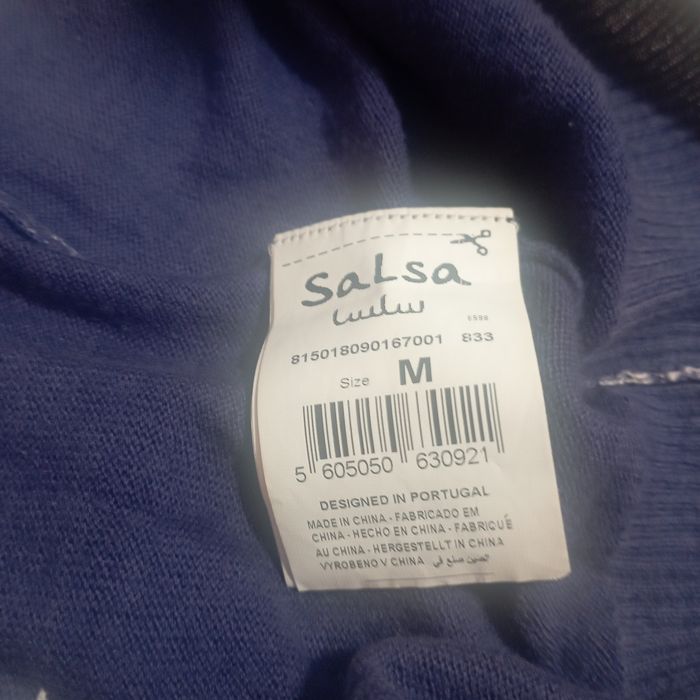 Salsa
سلسا
6598
815018090167001 833
Size M
5 605050 630921
DESIGNED IN PORTUGAL
MADE IN CHINA - FABRICADO EM
CHINA - HECHO EN CHINA - FABRIQUÉ
AU CHINA - HERGESTELLT IN CHINA
VYROBENO V CHINA الصين صنع في